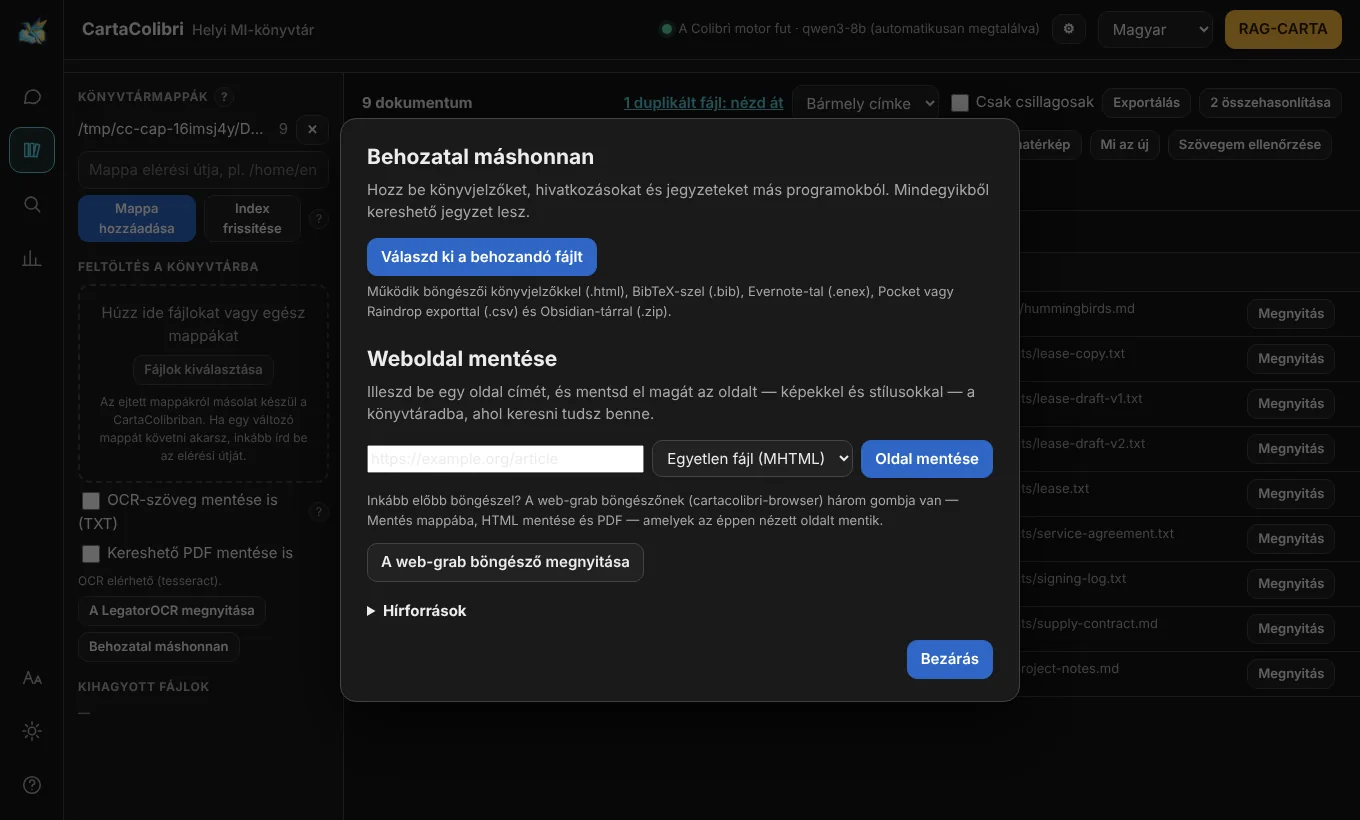 CartaColibri Helyi MI-könyvtár
A Colibrì motor fut · qwen3-8b (automatikusan megtalálva)
Magyar
RAG-CARTA
KÖNYVTÁRMAPPÁK ?
/tmp/cc-cap-16imsj4y/D... 9 ✕
Mappa elérési útja, pl. /home/en
Mappa hozzáadása
Index frissítése
?
FELTÖLTÉS A KÖNYVTÁRBA
Húzz ide fájlokat vagy egész
mappákat
Fájlok kiválasztása
Az ejtett mappákról másolat készül a
CartaColibriban. Ha egy változó
mappát követni akarsz, inkább írd be
az elérési útját.
OCR-szöveg mentése is
(TXT)
?
Kereshető PDF mentése is
OCR elérhető (tesseract).
A LegatorOCR megnyitása
Behozatal máshonnan
KIHAGYOTT FÁJLOK
—
9 dokumentum
1 duplikált fájl: nézd át
Bármely címke
Csak csillagosak
Exportálás
2 összehasonlítása
Mi az új
Szövegem ellenőrzése
Behozatal máshonnan
Hozz be könyvjelzőket, hivatkozásokat és jegyzeteket más programokból. Mindegyikből
kereshető jegyzet lesz.
Válaszd ki a behozandó fájlt
Működik böngészői könyvjelzőkkel (.html), BibTeX-szel (.bib), Evernote-tal (.enex), Pocket vagy
Raindrop exporttal (.csv) és Obsidian-tárral (.zip).
Weboldal mentése
Illeszd be egy oldal címét, és mentsd el magát az oldalt — képekkel és stílusokkal — a
könyvtáradba, ahol keresni tudsz benne.
https://example.org/article
Egyetlen fájl (MHTML)
Oldal mentése
Inkább előbb böngészel? A web-grab böngészőnek (cartacolibri-browser) három gombja van —
Mentés mappába, HTML mentése és PDF — amelyek az éppen nézett oldalt mentik.
A web-grab böngésző megnyitása
Hírforrások
Bezárás
/hummingbirds.md Megnyitás
ts/lease-copy.txt Megnyitás
ts/lease-draft-v1.txt Megnyitás
ts/lease-draft-v2.txt Megnyitás
ts/lease.txt Megnyitás
ts/service-agreement.txt Megnyitás
ts/signing-log.txt Megnyitás
ts/supply-contract.md Megnyitás
roject-notes.md Megnyitás